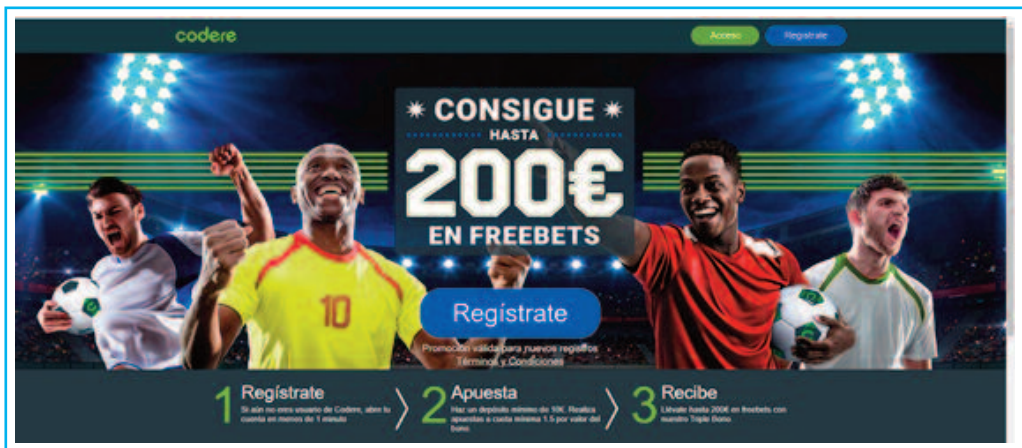 codere
Acceso
Regístrate
CONSIGUE
HASTA
200€
EN FREEBETS
10
Regístrate
Promoción válida para nuevos registros
Términos y Condiciones
1 Regístrate
Si aún no eres usuario de Codere, abre tu
cuenta en menos de 1 minuto
2 Apuesta
Haz un depósito mínimo de 10€. Realiza
apuestas a cuota mínima 1.5 por valor del
bono.
3 Recibe
Llévate hasta 200€ en freebets con
nuestro Triple Bono.